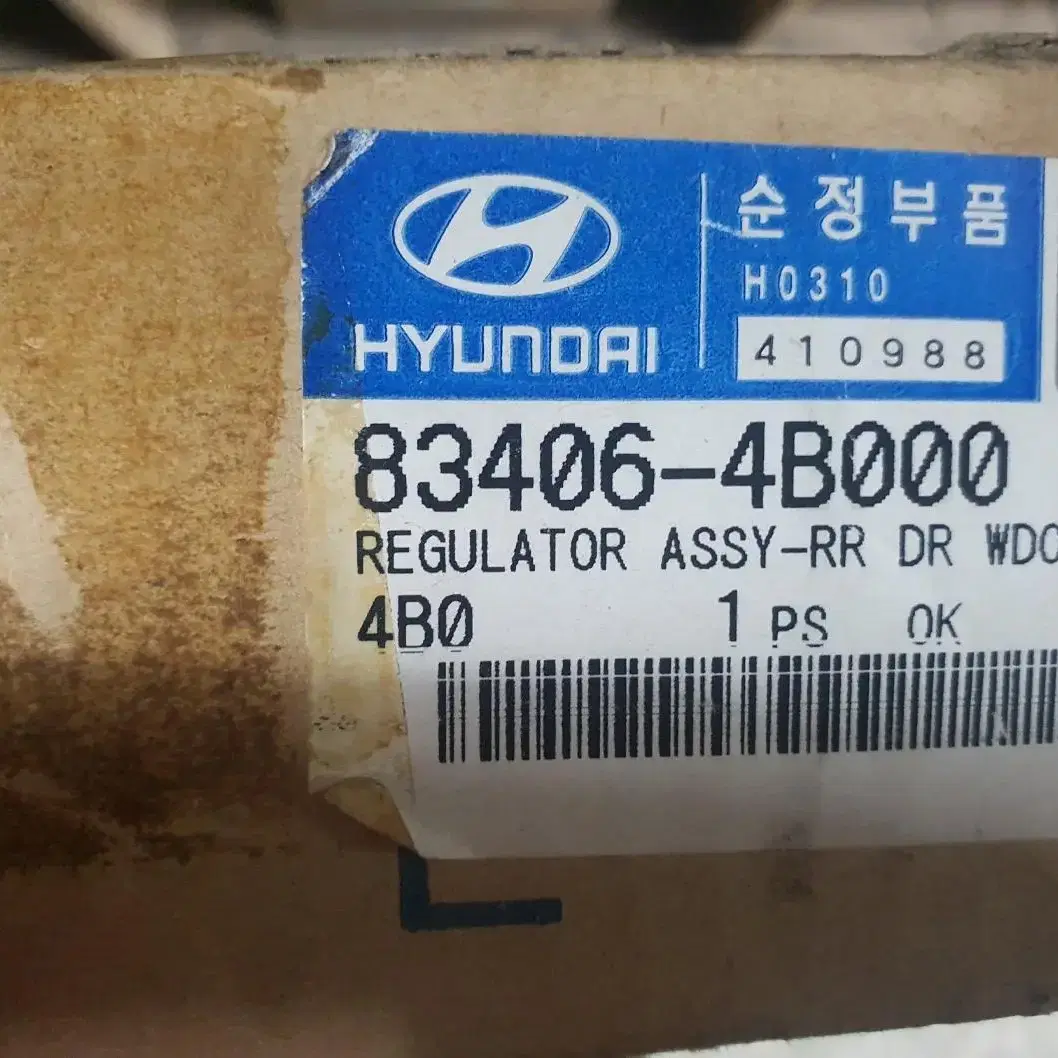 순정부품
H0310
HYUNDAI
410988
83406-4B000
REGULATOR ASSY-RR DR WDO
4B0 1 PS OK
L